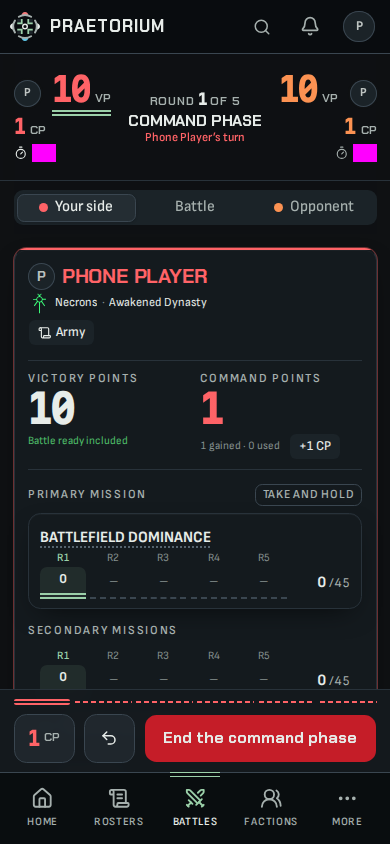 PRAETORIUM
P
P
10 VP
1 CP
ROUND 1 OF 5
COMMAND PHASE
Phone Player's turn
10 VP
P
1 CP
Your side
Battle
Opponent
P
PHONE PLAYER
Necrons · Awakened Dynasty
Army
VICTORY POINTS
10
Battle ready included
COMMAND POINTS
1
1 gained · 0 used
+1 CP
PRIMARY MISSION
TAKE AND HOLD
BATTLEFIELD DOMINANCE
R1 R2 R3 R4 R5
0 – – – – 0/45
SECONDARY MISSIONS
R1 R2 R3 R4 R5
0 – – – – 0/45
1 CP
End the command phase
HOME
ROSTERS
BATTLES
FACTIONS
MORE